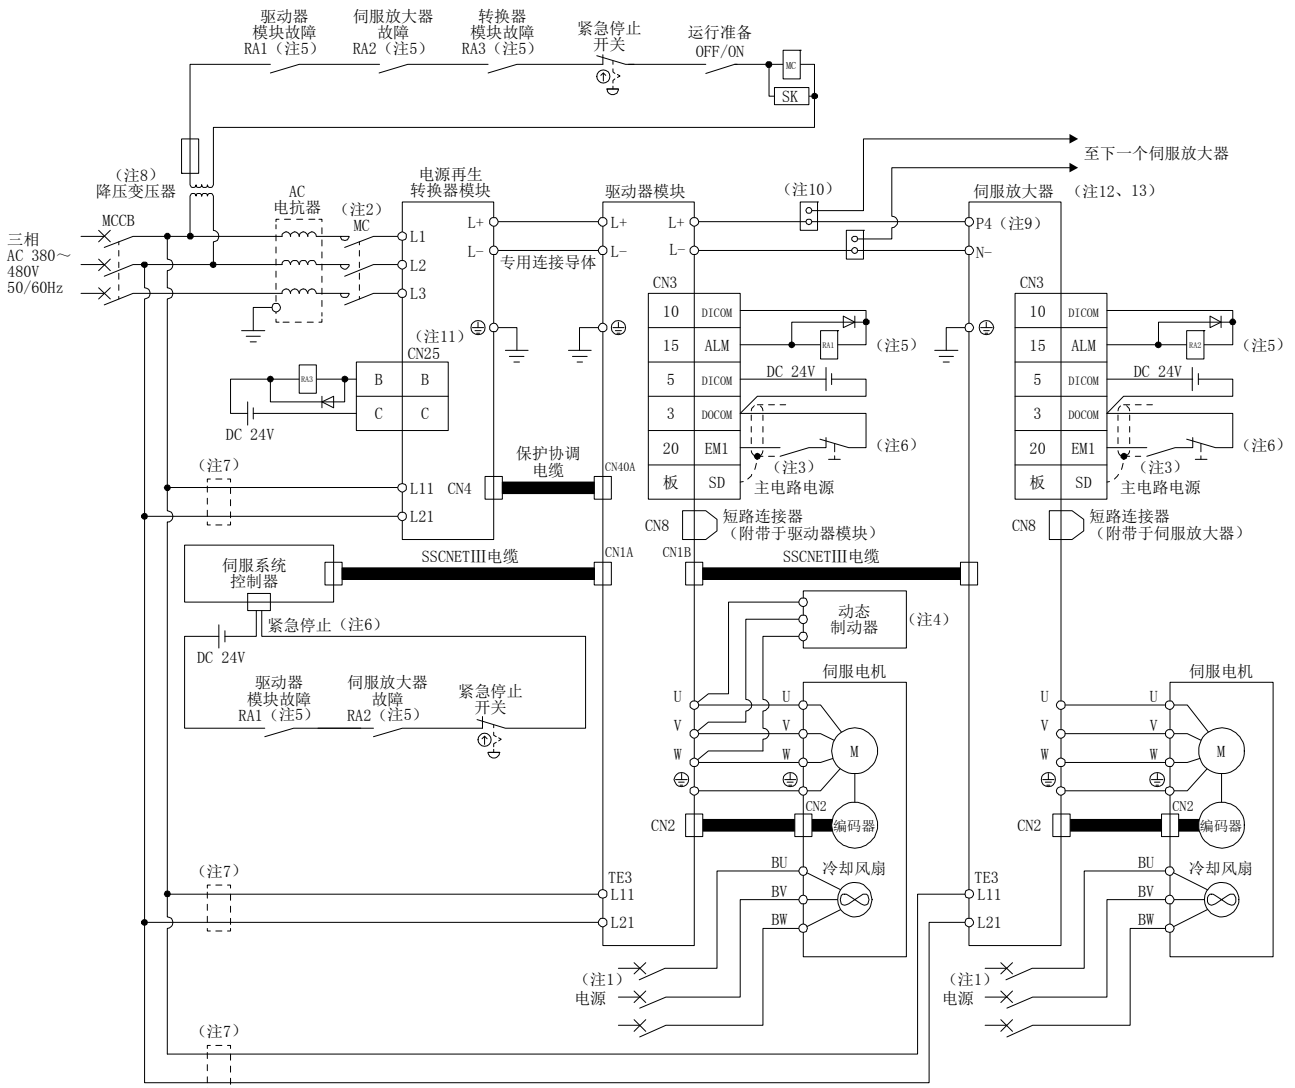 驱动器
模块故障
RA1（注5）
伺服放大器
故障
RA2（注5）
转换器
模块故障
RA3（注5）
紧急停止
开关
运行准备
OFF/ON
MC
SK
至下一个伺服放大器
（注8）
降压变压器
AC
电抗器
（注2）
MC
电源再生
转换器模块
驱动器模块
（注10）
伺服放大器
（注12、13）
MCCB
三相
AC 380～
480V
50/60Hz
L1
L2
L3
L+
L-
L+
L-
专用连接导体
L+
L-
P4（注9）
N-
（注11）
CN25
RA3
B
B
C
C
DC 24V
CN3
10
DICOM
15
ALM
5
DICOM
3
DOCOM
20
EM1
板
SD
RA1
（注5）
DC 24V
（注6）
（注3）
主电路电源
CN3
10
DICOM
15
ALM
5
DICOM
3
DOCOM
20
EM1
板
SD
RA2
（注5）
DC 24V
（注6）
（注3）
主电路电源
（注7）
L11
L21
CN4
保护协调
电缆
CN40A
CN8
短路连接器
（附带于驱动器模块）
CN8
短路连接器
（附带于伺服放大器）
伺服系统
控制器
SSCNETⅢ电缆
CN1A
CN1B
SSCNETⅢ电缆
紧急停止（注6）
DC 24V
驱动器
模块故障
RA1（注5）
伺服放大器
故障
RA2（注5）
紧急停止
开关
动态
制动器
（注4）
伺服电机
U
U
V
V
W
W
M
CN2
CN2
编码器
BU
冷却风扇
BV
BW
伺服电机
U
U
V
V
W
W
M
CN2
CN2
编码器
BU
冷却风扇
BV
BW
（注7）
TE3
L11
L21
TE3
L11
L21
（注1）
电源
（注1）
电源
（注7）